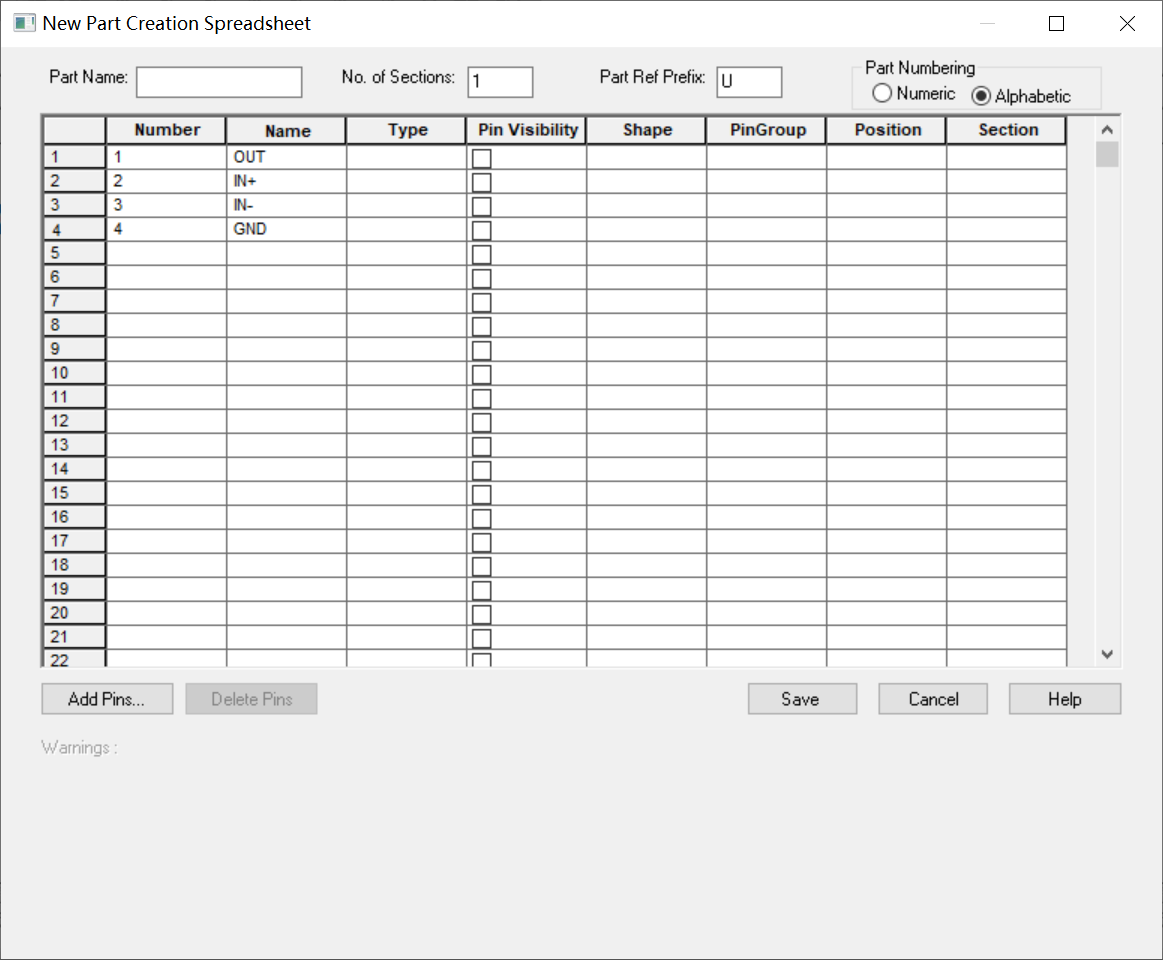 New Part Creation Spreadsheet
Part Name: No. of Sections: 1 Part Ref Prefix: U Part Numbering
Numeric Alphabetic
Number Name Type Pin Visibility Shape PinGroup Position Section
1 1 OUT
2 2 IN+
3 3 IN-
4 4 GND
5
6
7
8
9
10
11
12
13
14
15
16
17
18
19
20
21
22
Add Pins... Delete Pins Save Cancel Help
Warnings :